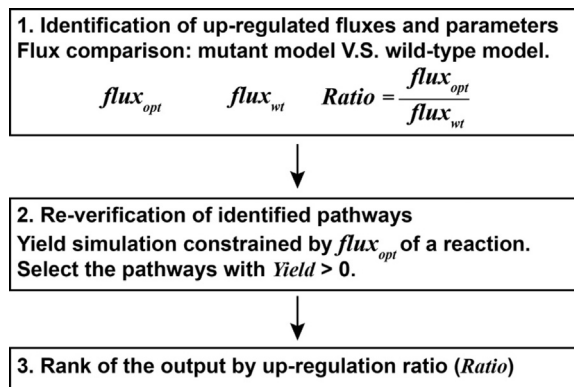 1. Identification of up-regulated fluxes and parameters
Flux comparison: mutant model V.S. wild-type model.
flux_opt flux_wt Ratio = flux_opt / flux_wt
2. Re-verification of identified pathways
Yield simulation constrained by flux_opt of a reaction.
Select the pathways with Yield > 0.
3. Rank of the output by up-regulation ratio (Ratio)